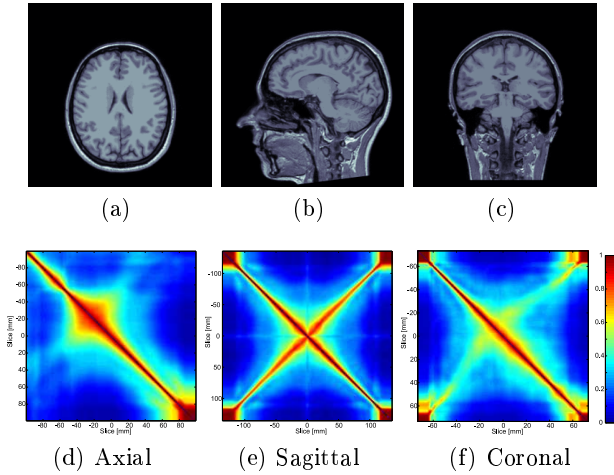 (a)
(b)
(c)
Slice [mm]
-80
-60
-40
-20
0
20
40
60
80
-80 -60 -40 -20 0 20 40 60 80
Slice [mm]
Slice [mm]
-100
-50
0
50
100
-100 -50 0 50 100
Slice [mm]
Slice [mm]
-60
-40
-20
0
20
40
60
-60 -40 -20 0 20 40 60
Slice [mm]
1
0.8
0.6
0.4
0.2
0
(d) Axial
(e) Sagittal
(f) Coronal